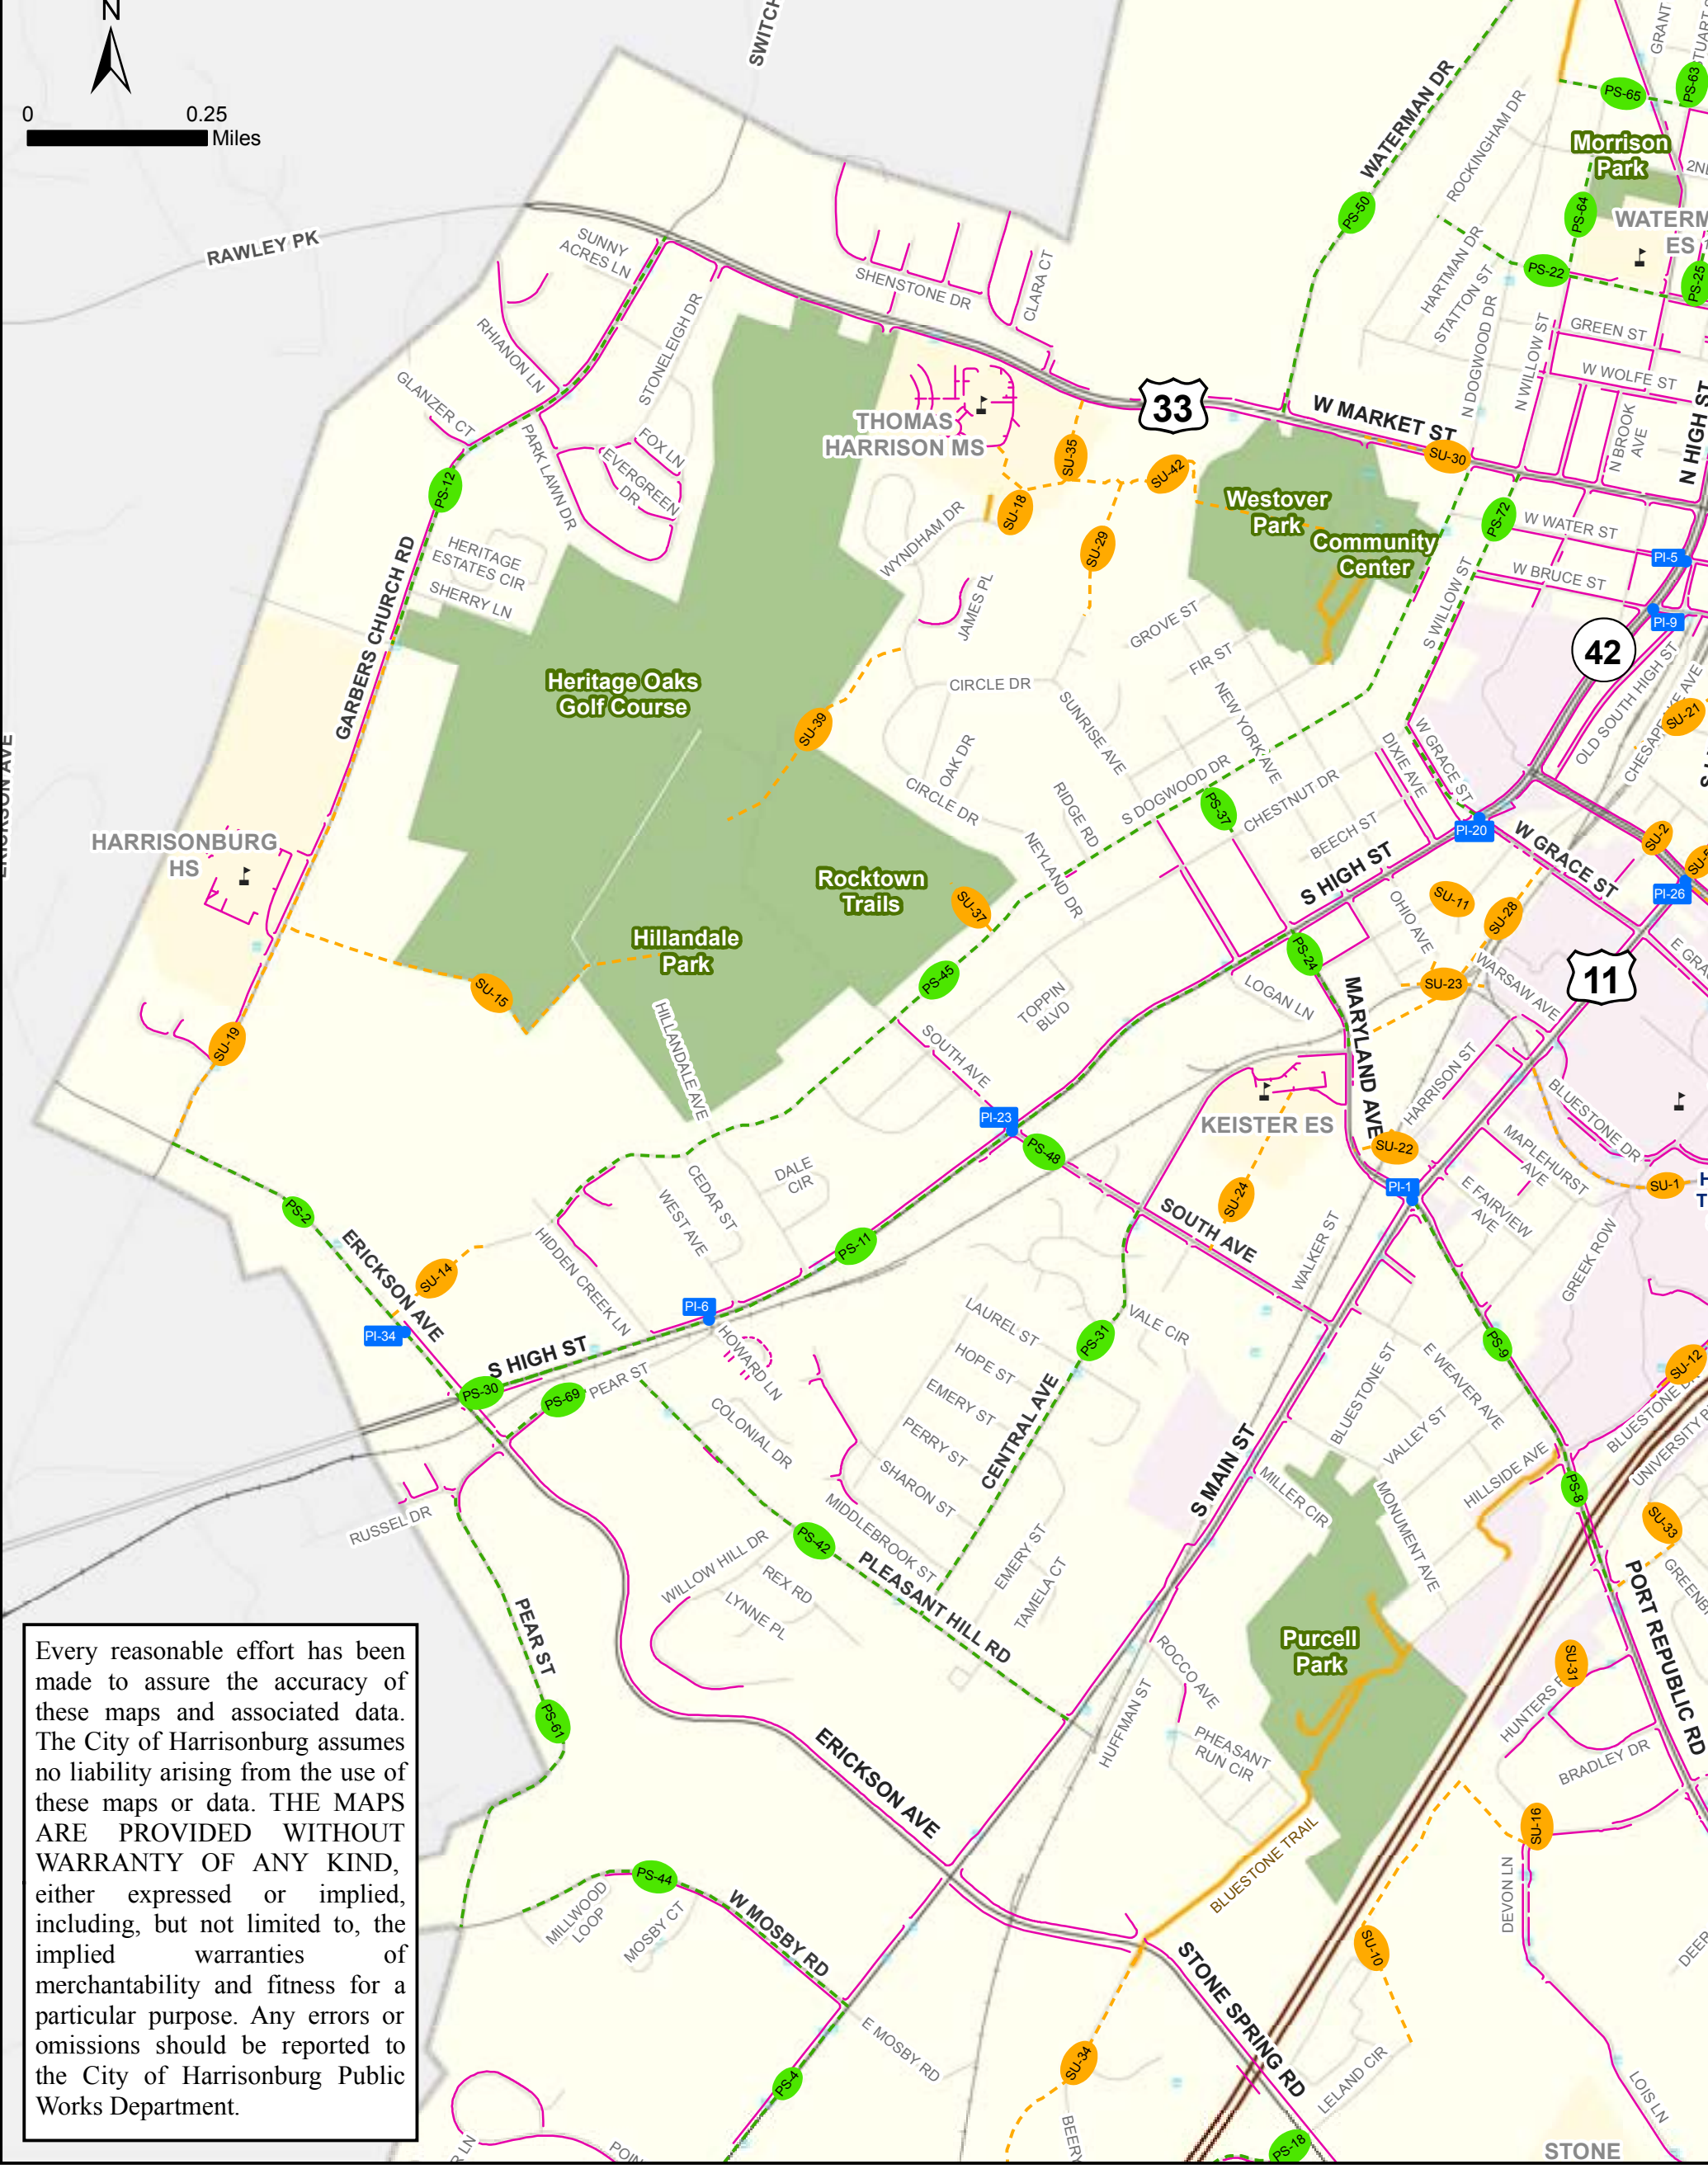 N
0 0.25
Miles
SWITCH
RAWLEY PK
SUNNY
ACRES LN
RHIANON LN
GLANZER CT
STONELEIGH DR
PARK LAWN DR
FOX LN
EVERGREEN
DR
PS-12
HERITAGE
ESTATES CIR
SHERRY LN
GARBERS CHURCH RD
SHENSTONE DR
CLARA CT
THOMAS
HARRISON MS
33
W MARKET ST
WATERMAN DR
PS-50
ROCKINGHAM DR
HARTMAN DR
STATTON ST
N DOGWOOD DR
N WILLOW ST
GRANT
PS-65
PS-63
Morrison
Park
PS-64
WATERM
ES
PS-22
PS-25
GREEN ST
W WOLFE ST
N BROOK
AVE
N HIGH ST
SU-35
SU-42
SU-18
SU-29
SU-30
Westover
Park
Community
Center
PS-72
W WATER ST
W BRUCE ST
S WILLOW ST
PI-5
PI-9
42
OLD SOUTH HIGH ST
SU-21
WYNDHAM DR
JAMES PL
GROVE ST
FIR ST
NEW YORK AVE
CIRCLE DR
SUNRISE AVE
OAK DR
CIRCLE DR
RIDGE RD
NEYLAND DR
S DOGWOOD DR
PS-37
CHESTNUT DR
BEECH ST
DIXIE AVE
W GRACE ST
PI-20
W GRACE ST
SU-2
PI-26
Heritage Oaks
Golf Course
SU-39
Rocktown
Trails
SU-37
Hillandale
Park
PS-45
HARRISONBURG
HS
SU-15
SU-19
HILLANDALE AVE
TOPPIN
BLVD
SOUTH AVE
S HIGH ST
OHIO AVE
SU-11
SU-28
SU-23
WARSAW AVE
11
PS-24
LOGAN LN
MARYLAND AVE
HARRISON ST
PI-23
PS-48
KEISTER ES
SU-22
SU-24
PI-1
BLUESTONE DR
MAPLEHURST
AVE
SU-1
E FAIRVIEW
AVE
GREEK ROW
SOUTH AVE
WALKER ST
PS-2
ERICKSON AVE
SU-14
PI-34
HIDDEN CREEK LN
WEST AVE
CEDAR ST
DALE
CIR
PS-11
PI-6
S HIGH ST
PS-30
PS-69
PEAR ST
HOWARD LN
COLONIAL DR
LAUREL ST
HOPE ST
EMERY ST
PERRY ST
SHARON ST
MIDDLEBROOK ST
VALE CIR
PS-31
CENTRAL AVE
BLUESTONE ST
E WEAVER AVE
PS-9
VALLEY ST
SU-12
UNIVERSITY
S MAIN ST
MILLER CIR
MONUMENT AVE
HILLSIDE AVE
PS-8
SU-33
RUSSEL DR
PS-42
PLEASANT HILL RD
WILLOW HILL DR
REX RD
LYNNE PL
EMERY ST
TAMELA CT
PEAR ST
PS-61
ERICKSON AVE
Purcell
Park
ROCCO AVE
HUFFMAN ST
PHEASANT
RUN CIR
PORT REPUBLIC RD
SU-31
BRADLEY DR
SU-16
DEVON LN
BLUESTONE TRAIL
SU-10
MILLWOOD
LOOP
PS-44
MOSBY CT
W MOSBY RD
E MOSBY RD
PS-4
STONE SPRING RD
SU-34
LELAND CIR
LOIS LN
PS-18
STONE
Every reasonable effort has been
made to assure the accuracy of
these maps and associated data.
The City of Harrisonburg assumes
no liability arising from the use of
these maps or data. THE MAPS
ARE PROVIDED WITHOUT
WARRANTY OF ANY KIND,
either expressed or implied,
including, but not limited to, the
implied warranties of
merchantability and fitness for a
particular purpose. Any errors or
omissions should be reported to
the City of Harrisonburg Public
Works Department.